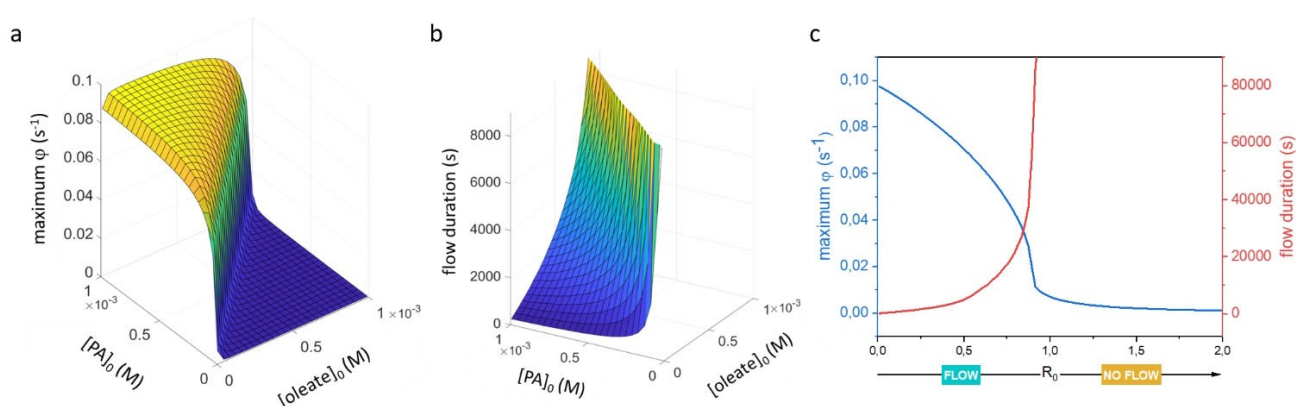 a
maximum φ (s⁻¹)
0.1
0.08
0.06
0.04
0.02
0
1
×10⁻³
0.5
0
[PA]₀ (M)
0
0.5
1 ×10⁻³
[oleate]₀ (M)
b
flow duration (s)
8000
6000
4000
2000
0
1
×10⁻³
0.5
0
[PA]₀ (M)
0
0.5
1 ×10⁻³
[oleate]₀ (M)
c
maximum φ (s⁻¹)
0,10
0,08
0,06
0,04
0,02
0,00
80000
60000
40000
20000
0
flow duration (s)
0,0 0,5 1,0 1,5 2,0
FLOW R₀ NO FLOW